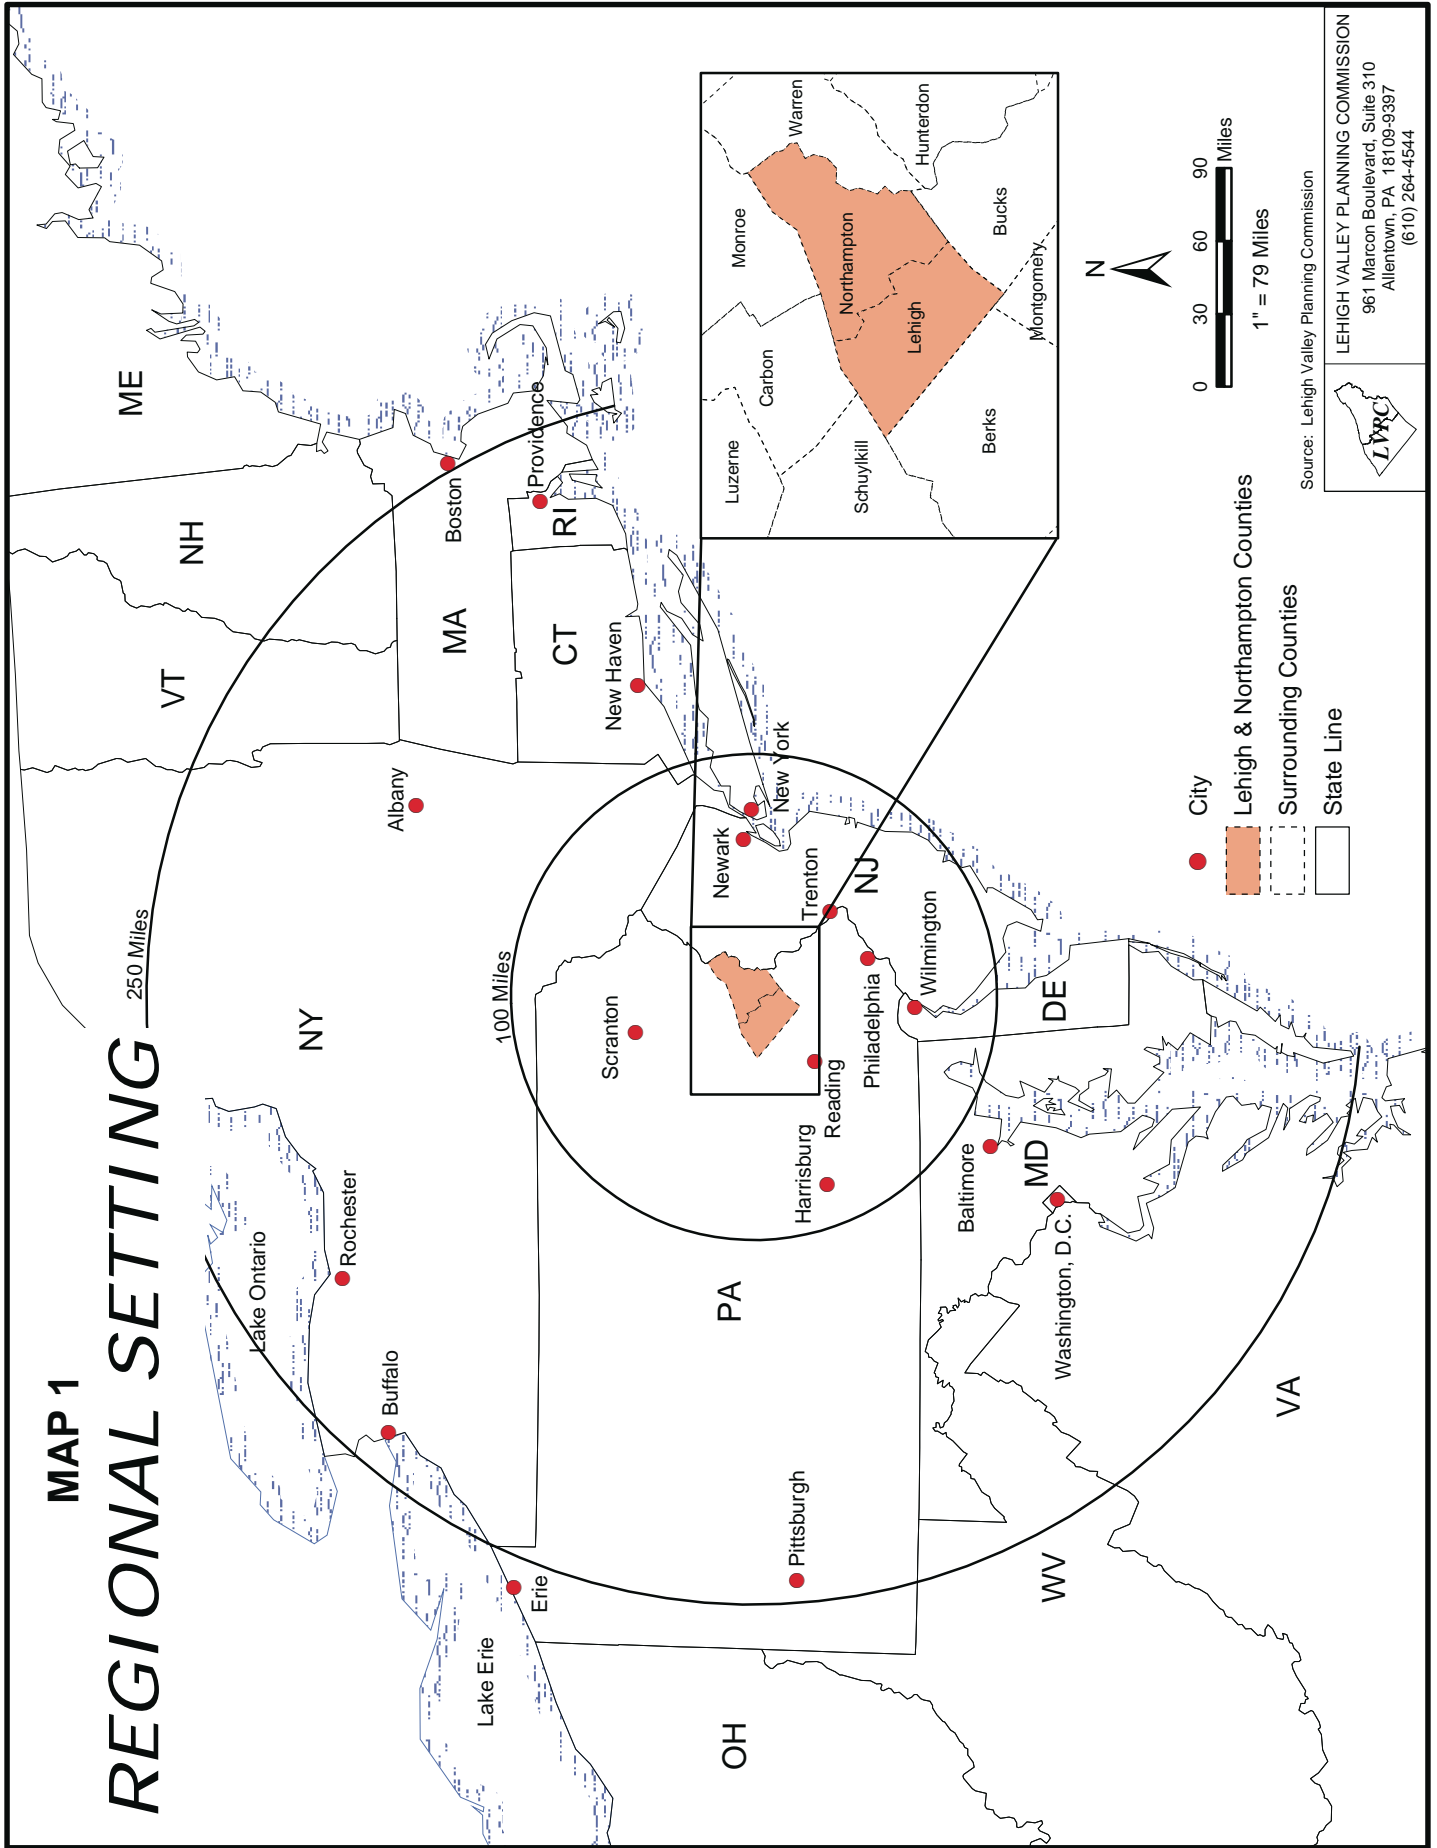 MAP 1
REGIONAL SETTING
250 Miles
100 Miles
ME
NH
VT
NY
MA
CT
RI
NJ
PA
DE
MD
VA
WV
OH
Lake Ontario
Lake Erie
Rochester
Buffalo
Erie
Albany
Boston
Providence
New Haven
New York
Newark
Trenton
Scranton
Philadelphia
Wilmington
Reading
Harrisburg
Baltimore
Washington, D.C.
Pittsburgh
Luzerne
Carbon
Monroe
Warren
Northampton
Lehigh
Schuylkill
Berks
Montgomery
Bucks
Hunterdon
N
0 30 60 90
Miles
1" = 79 Miles
City
Lehigh & Northampton Counties
Surrounding Counties
State Line
Source: Lehigh Valley Planning Commission
LVPC
LEHIGH VALLEY PLANNING COMMISSION
961 Marcon Boulevard, Suite 310
Allentown, PA 18109-9397
(610) 264-4544